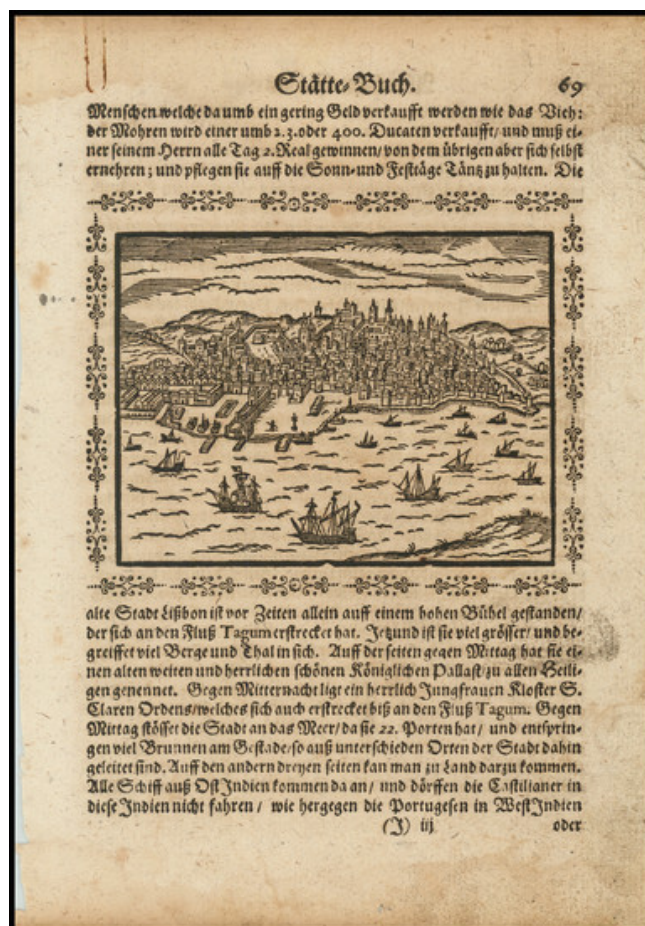 Stätte-Buch. 69
Menschen welche da umb ein gering Geld verkaufft werden wie das Vieh:
der Mohren wird einer umb 2.3.oder 400. Ducaten verkaufft/ und muß ei-
ner seinem Herrn alle Tag 2.Real gewinnen/ von dem übrigen aber sich selbst
ernehren; und pflegen sie auff die Sonn-und Festtäge Täntz zu halten. Die
alte Stadt Lißbon ist vor Zeiten allein auff einem hohen Bühel gestanden/
der sich an den Fluß Tagum erstrecket hat. Jetzund ist sie viel grösser/ und be-
greiffet viel Berge und Thal in sich. Auff der seiten gegen Mittag hat sie ei-
nen alten weiten und herrlichen schönen Königlichen Pallast/ zu allen Heili-
gen genennet. Gegen Mitternacht ligt ein herrlich Jungfrauen Kloster S.
Claren Ordens/welches sich auch erstrecket biß an den Fluß Tagum. Gegen
Mittag stösset die Stadt an das Meer/ da sie 22. Porten hat/ und entsprin-
gen viel Brunnen am Gestade/ so auß unterschieden Orten der Stadt dahin
geleitet sind. Auff den andern dreyen seiten kan man zu Land darzu kommen.
Alle Schiff auß Ost Indien kommen da an/ und dörffen die Castilianer in
diese Indien nicht fahren/ wie hergegen die Portugesen in West Indien
(J) iij oder